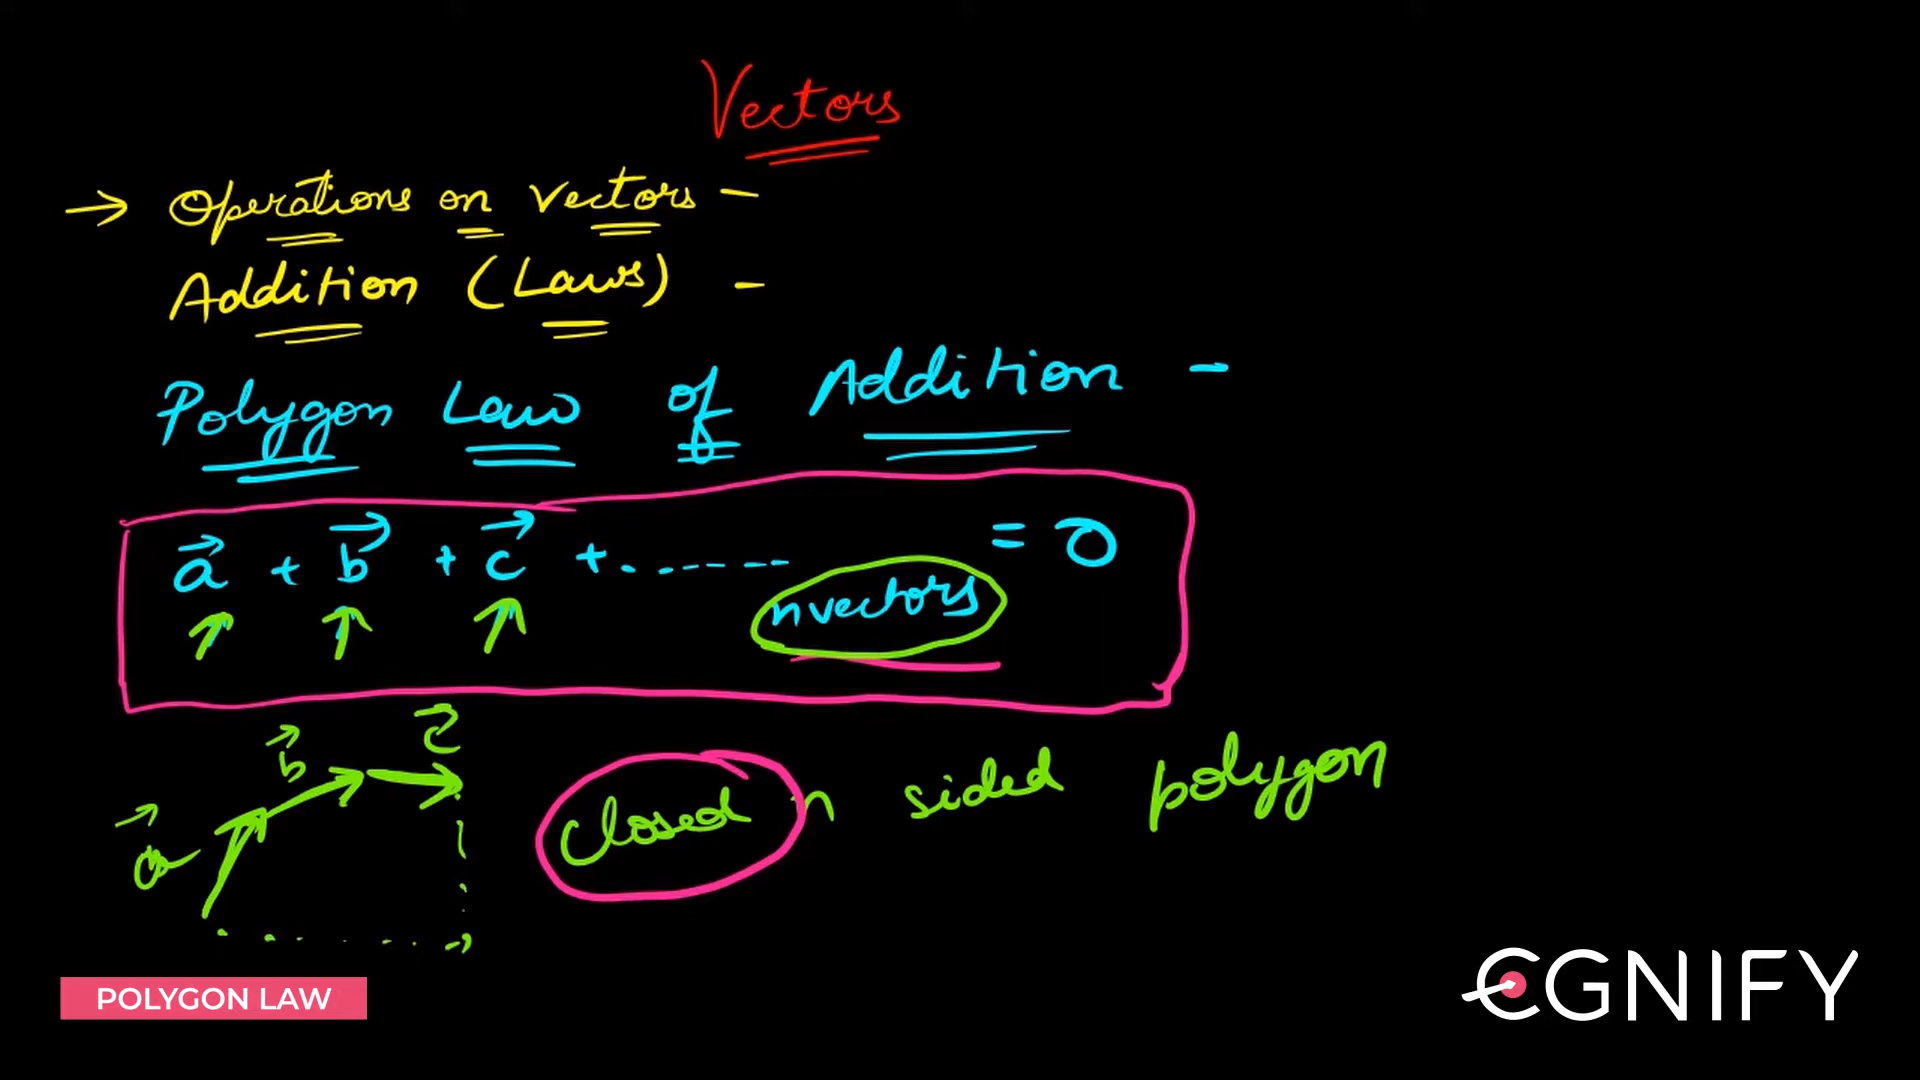 Vectors
→ Operations on vectors -
Addition (Laws) -
Polygon Law of Addition -
a⃗ + b⃗ + c⃗ + ....... n vectors = 0
a⃗ b⃗ c⃗
closed n sided polygon
POLYGON LAW
CGNIFY